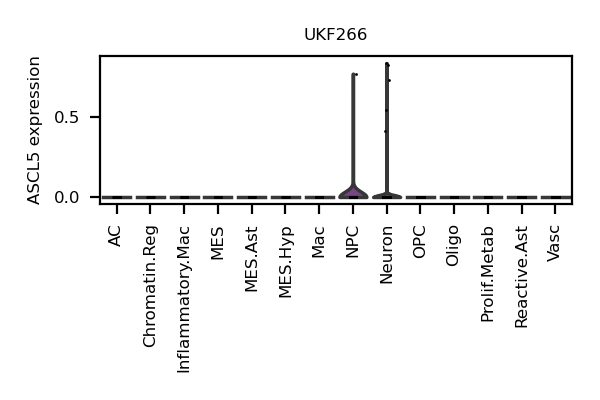 UKF266
ASCL5 expression
0.5
0.0
AC
Chromatin.Reg
Inflammatory.Mac
MES
MES.Ast
MES.Hyp
Mac
NPC
Neuron
OPC
Oligo
Prolif.Metab
Reactive.Ast
Vasc